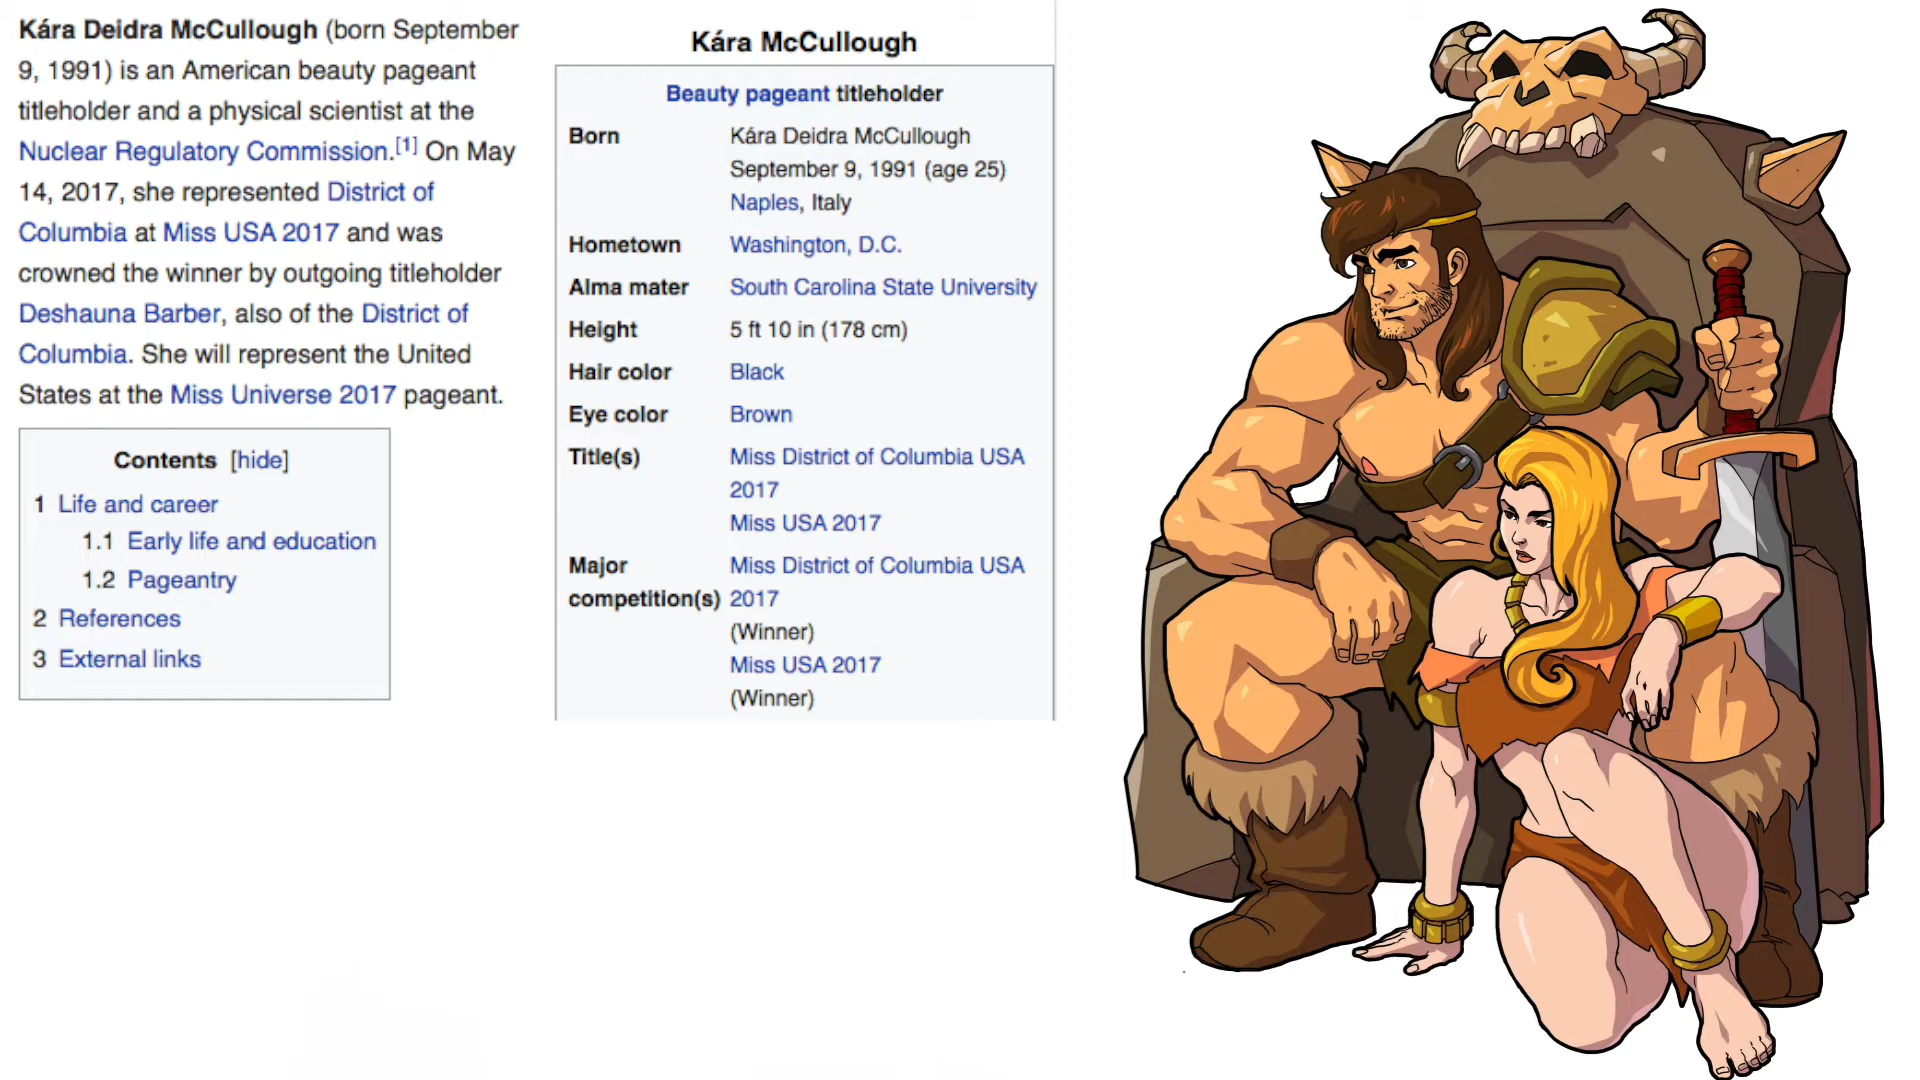 Kára Deidra McCullough (born September
9, 1991) is an American beauty pageant
titleholder and a physical scientist at the
Nuclear Regulatory Commission.[1] On May
14, 2017, she represented District of
Columbia at Miss USA 2017 and was
crowned the winner by outgoing titleholder
Deshauna Barber, also of the District of
Columbia. She will represent the United
States at the Miss Universe 2017 pageant.
Contents [hide]
1 Life and career
1.1 Early life and education
1.2 Pageantry
2 References
3 External links
Kára McCullough
Beauty pageant titleholder
Born Kára Deidra McCullough
September 9, 1991 (age 25)
Naples, Italy
Hometown Washington, D.C.
Alma mater South Carolina State University
Height 5 ft 10 in (178 cm)
Hair color Black
Eye color Brown
Title(s) Miss District of Columbia USA
2017
Miss USA 2017
Major Miss District of Columbia USA
competition(s) 2017
(Winner)
Miss USA 2017
(Winner)